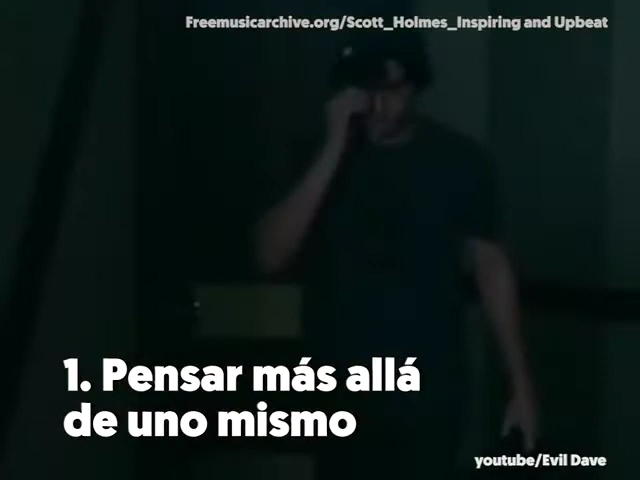 Freemusicarchive.org/Scott_Holmes_Inspiring and Upbeat
1. Pensar más allá
de uno mismo
youtube/Evil Dave